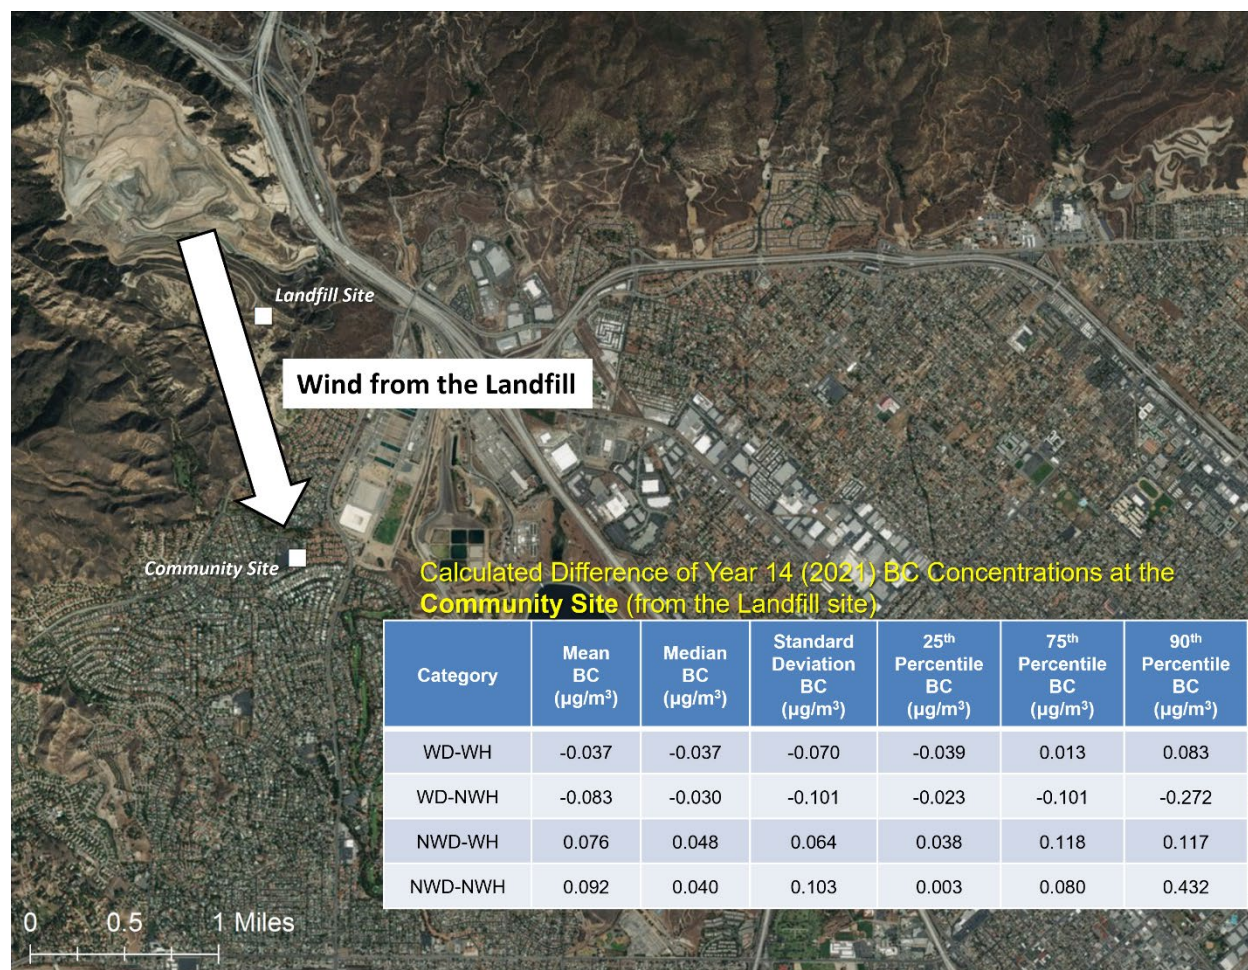 Landfill Site
Wind from the Landfill
Community Site
Calculated Difference of Year 14 (2021) BC Concentrations at the
Community Site (from the Landfill site)
Category
Mean
BC
(µg/m³)
Median
BC
(µg/m³)
Standard
Deviation
BC
(µg/m³)
25th
Percentile
BC
(µg/m³)
75th
Percentile
BC
(µg/m³)
90th
Percentile
BC
(µg/m³)
WD-WH -0.037 -0.037 -0.070 -0.039 0.013 0.083
WD-NWH -0.083 -0.030 -0.101 -0.023 -0.101 -0.272
NWD-WH 0.076 0.048 0.064 0.038 0.118 0.117
NWD-NWH 0.092 0.040 0.103 0.003 0.080 0.432
0 0.5 1 Miles